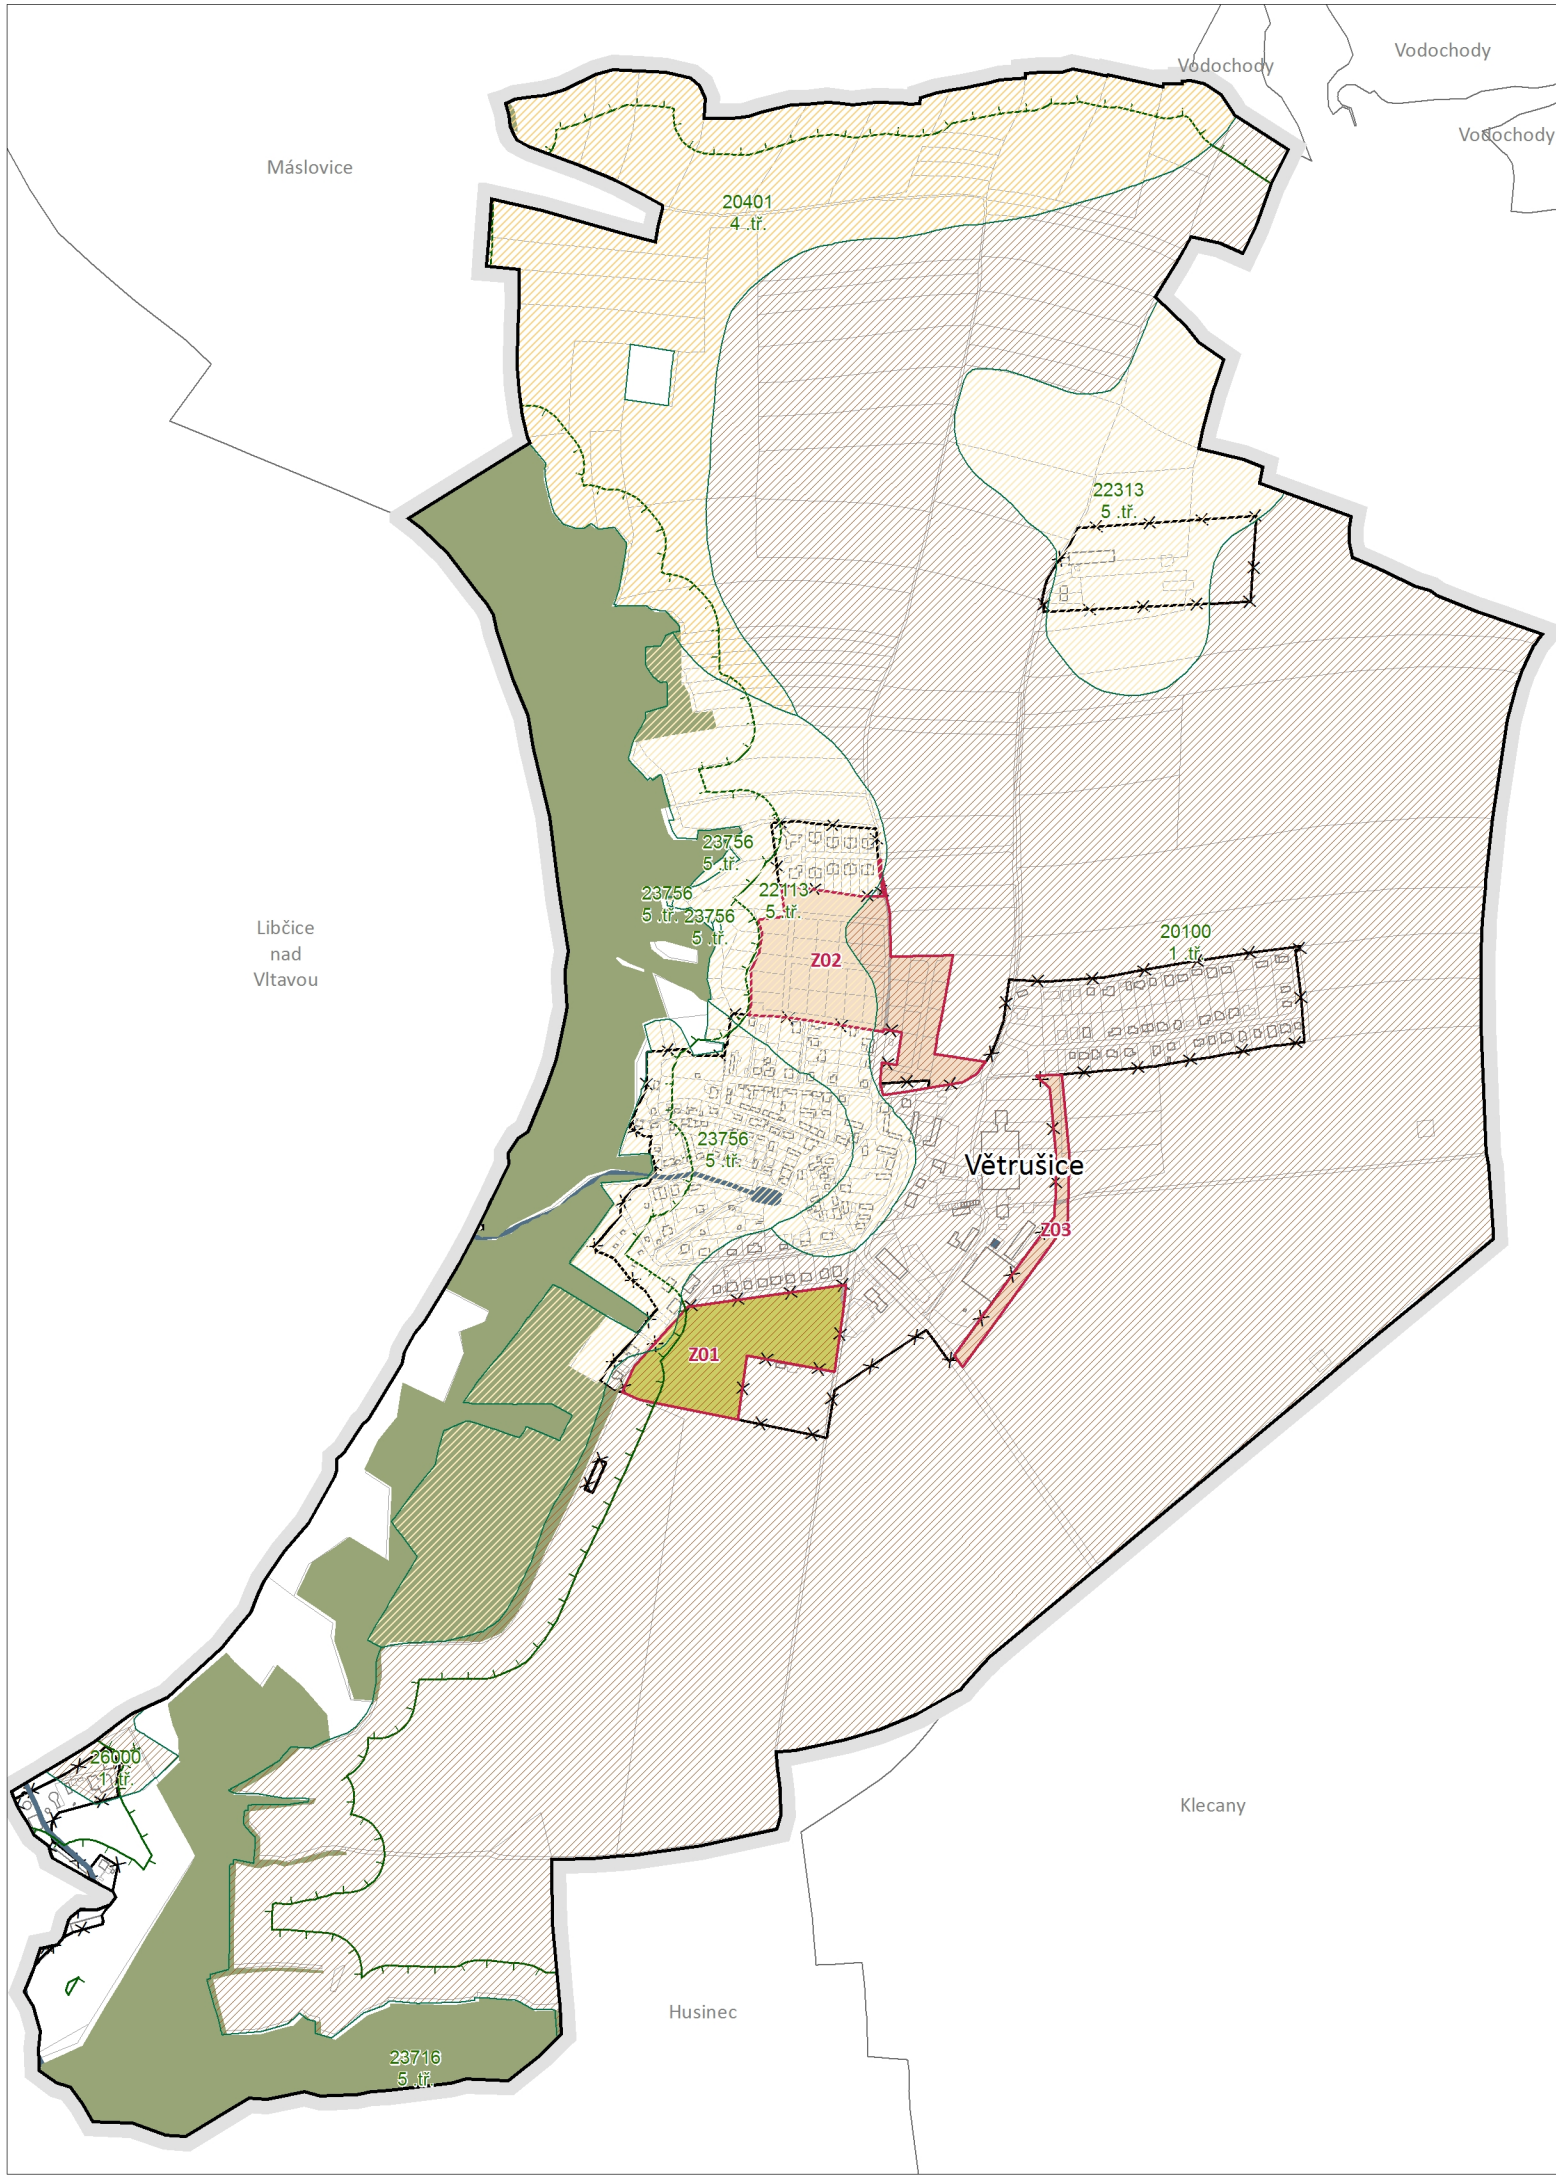 Vodochody
Vodochody
Vodochody
Máslovice
20401
4 .tř.
22313
5 .tř.
23756
5 .tř.
23756
5 .tř.
23756
5 .tř.
22113
5 .tř.
Libčice
nad
Vltavou
Z02
20100
1 .tř.
23756
5 .tř.
Větrušice
Z03
Z01
26000
1 .tř.
Klecany
Husinec
23716
5 .tř.